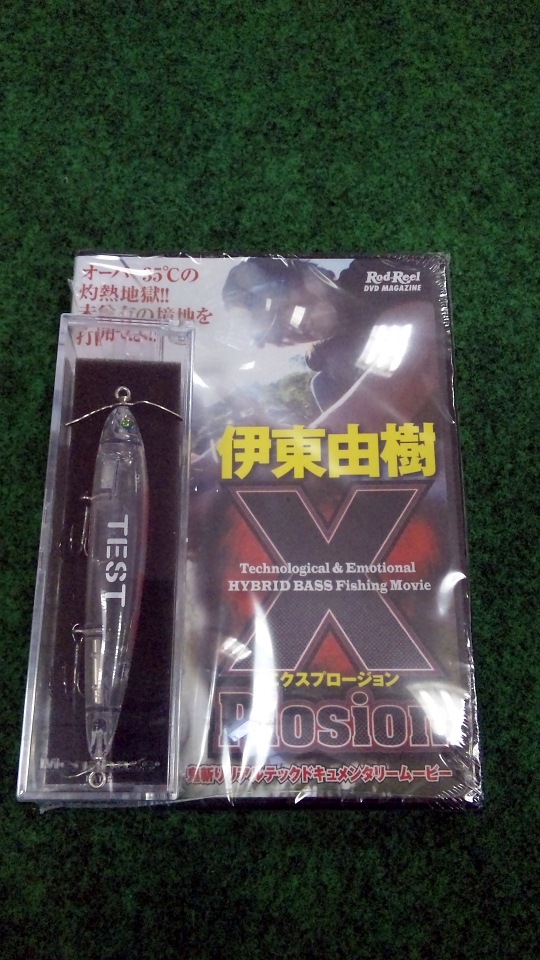 オーバー35℃の
灼熱地獄!!
Rod・Reel
DVD MAGAZINE
伊東由樹
X
Technological & Emotional
HYBRID BASS Fishing Movie
エクスプロージョン
Plosion
リアルテックドキュメンタリームービー
TEST